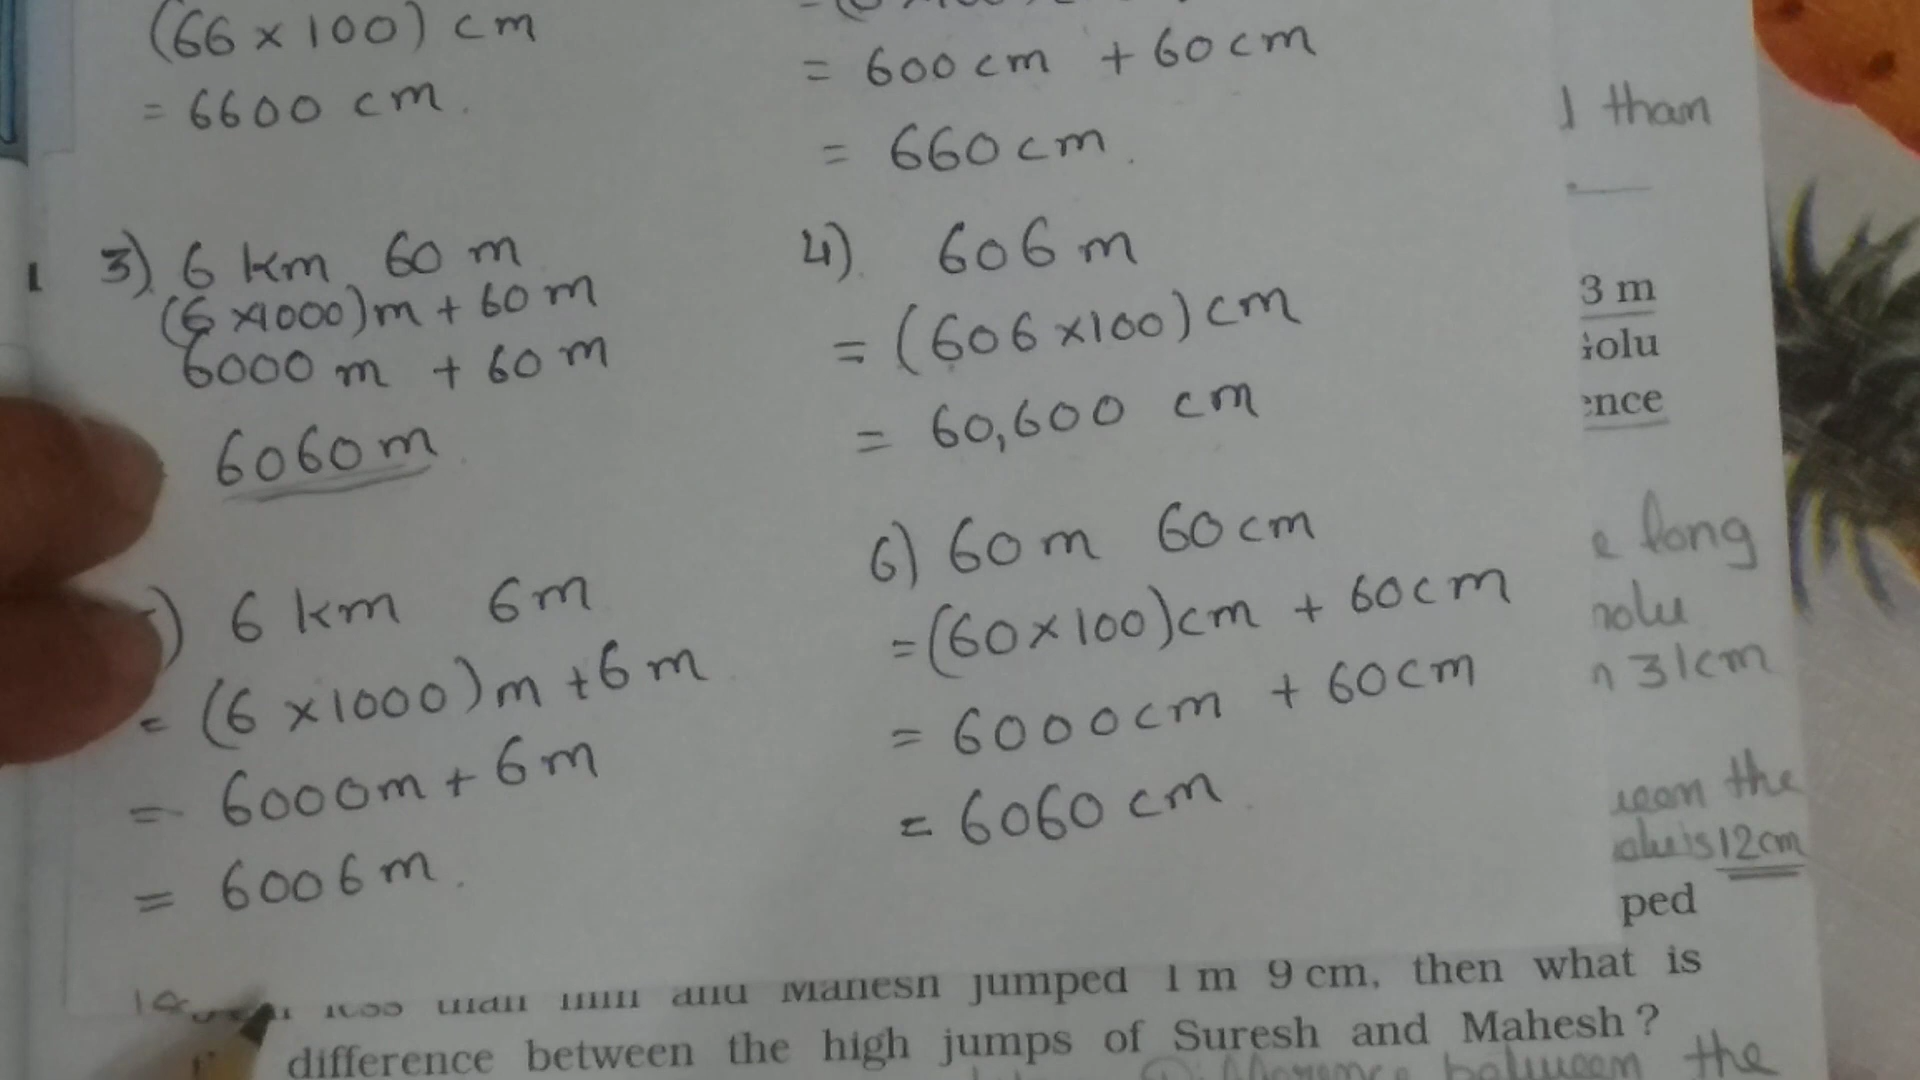 (66 × 100) cm
= 6600 cm.
= 600 cm + 60 cm
= 660 cm.
3) 6 km 60 m
(6 × 1000) m + 60 m
6000 m + 60 m
6060 m
4) 606 m
= (606 × 100) cm
= 60,600 cm
) 6 km 6 m
= (6 × 1000) m + 6 m
= 6000 m + 6 m
= 6006 m.
6) 60 m 60 cm
= (60 × 100) cm + 60 cm
= 6000 cm + 60 cm
= 6060 cm
than
3 m
long
31 cm
the
is 12 cm
ped
and Mahesh jumped 1 m 9 cm, then what is
difference between the high jumps of Suresh and Mahesh ?
between the